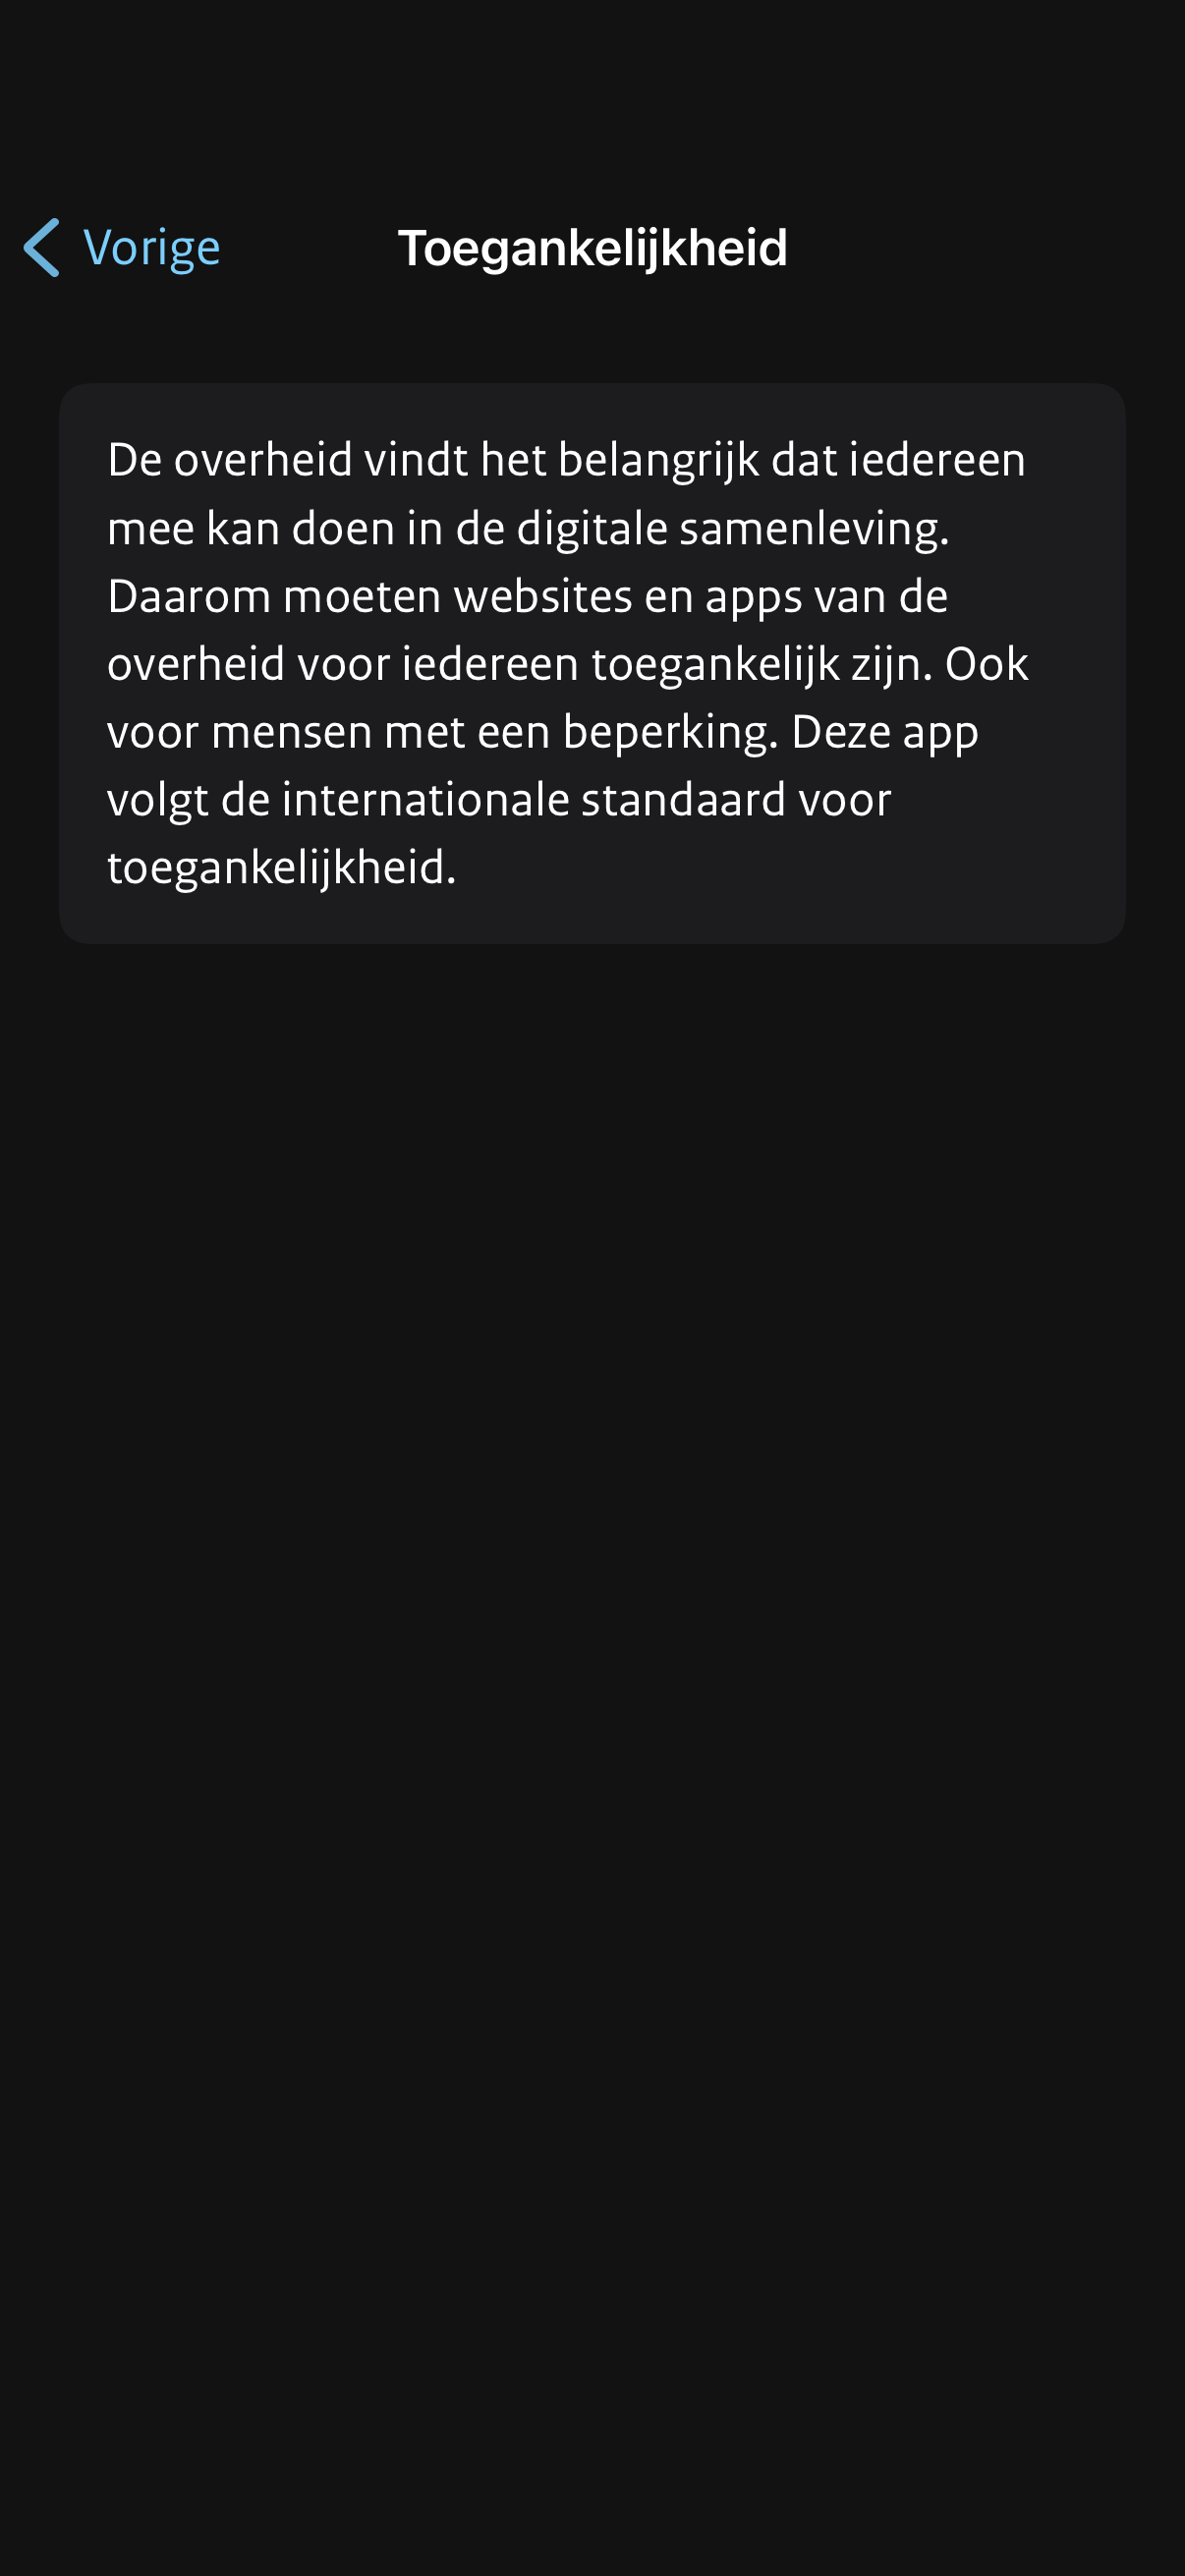 Vorige
Toegankelijkheid
De overheid vindt het belangrijk dat iedereen
mee kan doen in de digitale samenleving.
Daarom moeten websites en apps van de
overheid voor iedereen toegankelijk zijn. Ook
voor mensen met een beperking. Deze app
volgt de internationale standaard voor
toegankelijkheid.